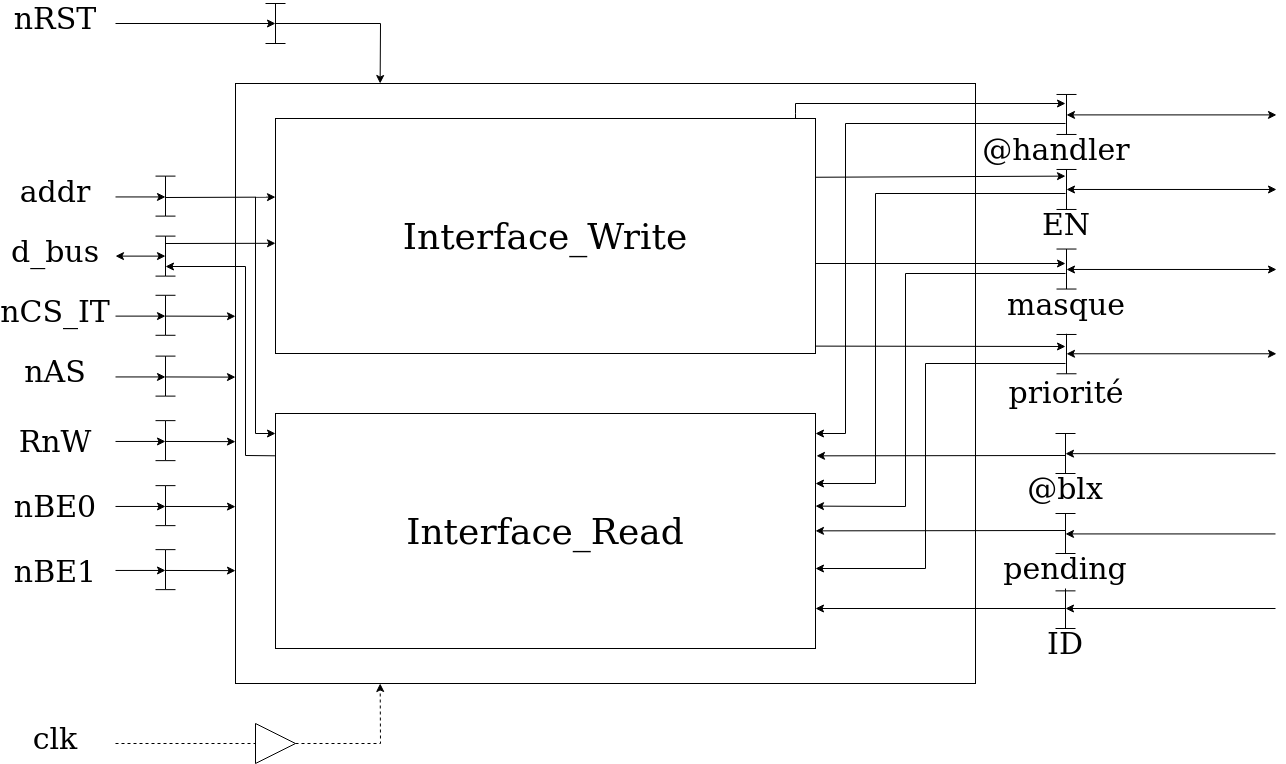 nRST
addr
d_bus
nCS_IT
nAS
RnW
nBE0
nBE1
clk
Interface_Write
Interface_Read
@handler
EN
masque
priorité
@blx
pending
ID